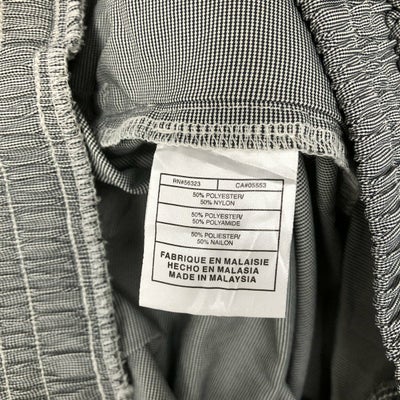 RN#56323 CA#05553
50% POLYESTER/
50% NYLON
50% POLYESTER/
50% POLYAMIDE
50% POLIESTER/
50% NAILON
FABRIQUE EN MALAISIE
HECHO EN MALASIA
MADE IN MALAYSIA